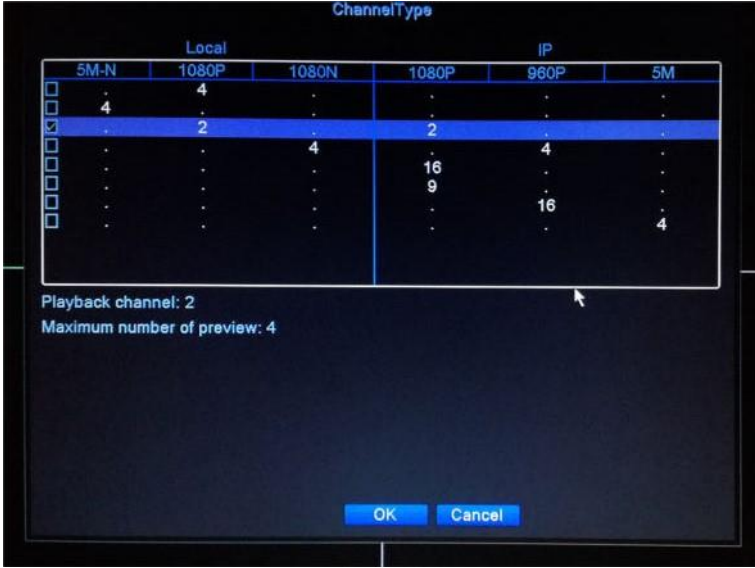 ChannelType
Local IP
5M-N 1080P 1080N 1080P 960P 5M
. 4 . . . .
4 . . . . .
. 2 . 2 . .
. . 4 . 4 .
. . . 16 . .
. . . 9 . .
. . . . 16 .
. . . . . 4
Playback channel: 2
Maximum number of preview: 4
OK Cancel